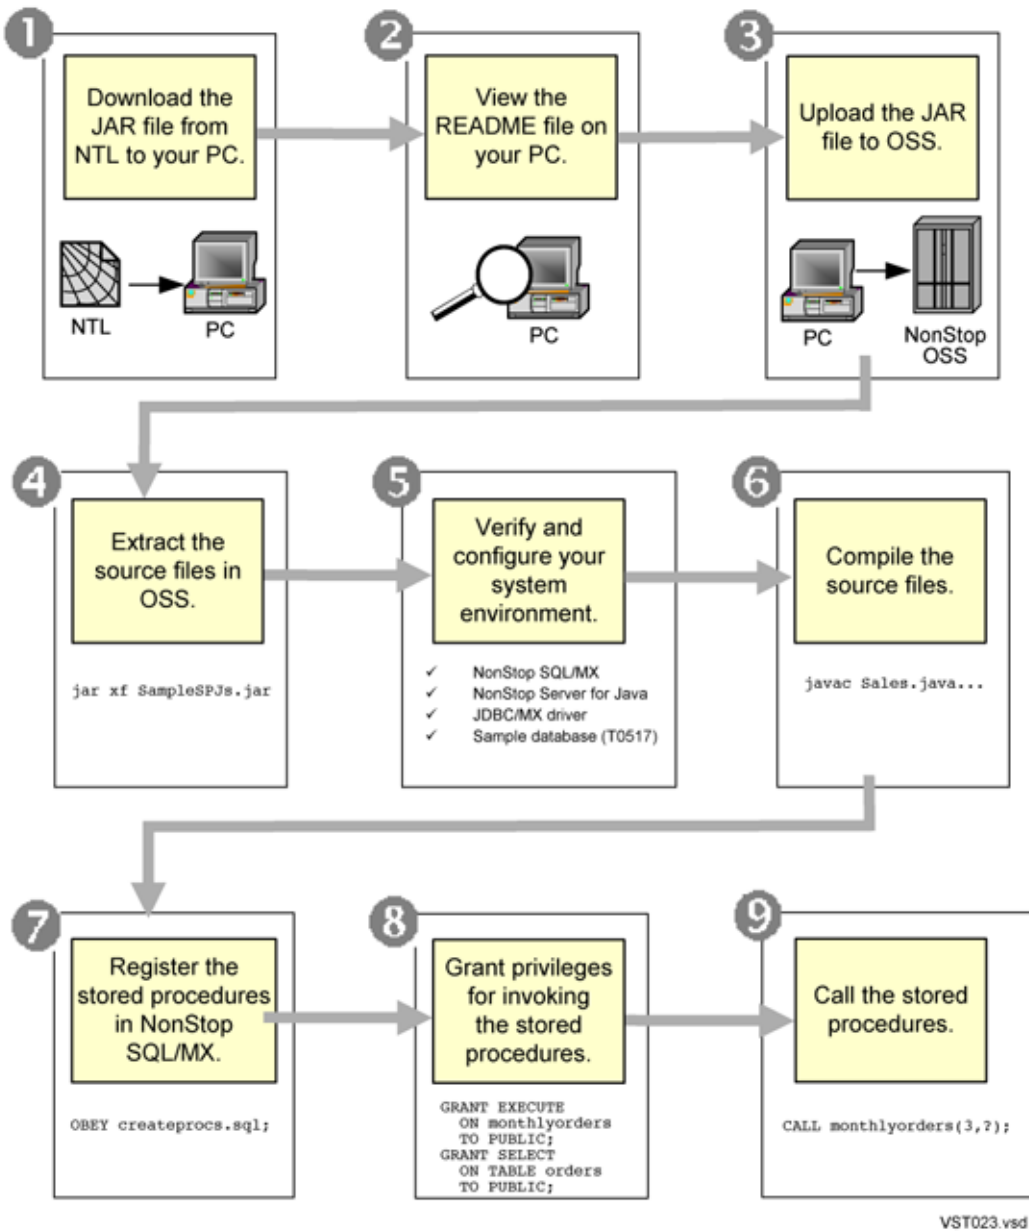 1
Download the
JAR file from
NTL to your PC.
NTL
PC
2
View the
README file on
your PC.
PC
3
Upload the JAR
file to OSS.
PC
NonStop
OSS
4
Extract the
source files in
OSS.
jar xf SampleSPJs.jar
5
Verify and
configure your
system
environment.
✓ NonStop SQL/MX
✓ NonStop Server for Java
✓ JDBC/MX driver
✓ Sample database (T0517)
6
Compile the
source files.
javac Sales.java...
7
Register the
stored procedures
in NonStop
SQL/MX.
OBEY createprocs.sql;
8
Grant privileges
for invoking
the stored
procedures.
GRANT EXECUTE
ON monthlyorders
TO PUBLIC;
GRANT SELECT
ON TABLE orders
TO PUBLIC;
9
Call the stored
procedures.
CALL monthlyorders(3,?);
VST023.vsd